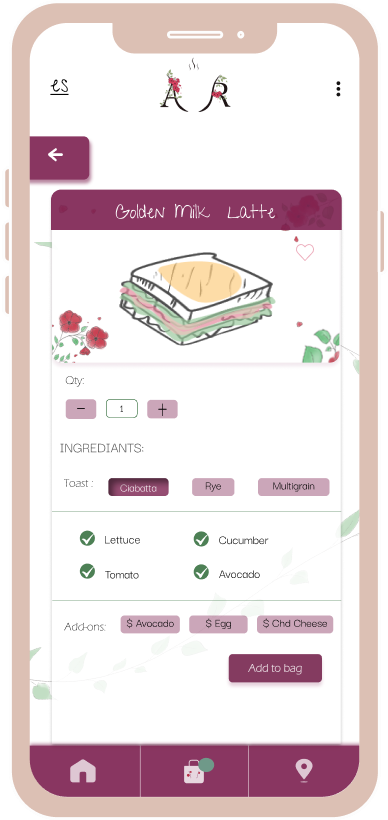 es
A R
Golden Milk Latte
Qty:
− 1 +
INGREDIANTS:
Toast : Ciabatta Rye Multigrain
Lettuce Cucumber
Tomato Avocado
Add-ons: $ Avocado $ Egg $ Chd Cheese
Add to bag